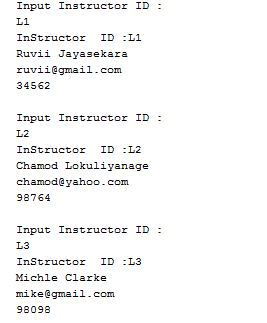 Input Instructor ID :
L1
InStructor  ID :L1
Ruvii Jayasekara
ruvii@gmail.com
34562

Input Instructor ID :
L2
InStructor  ID :L2
Chamod Lokuliyanage
chamod@yahoo.com
98764

Input Instructor ID :
L3
InStructor  ID :L3
Michle Clarke
mike@gmail.com
98098